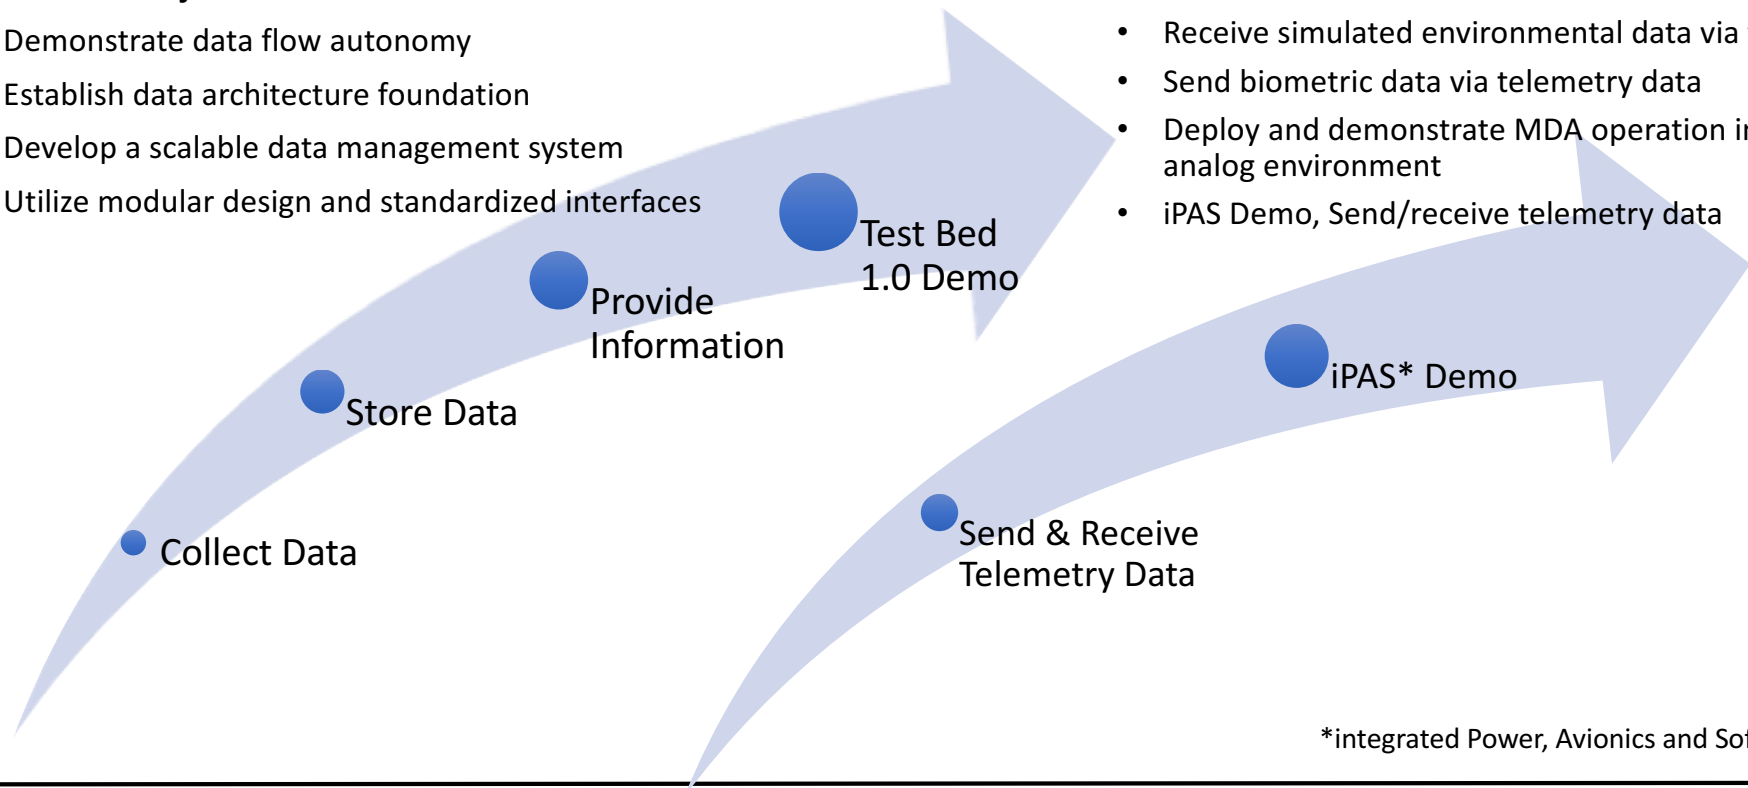 Demonstrate data flow autonomy
Establish data architecture foundation
Develop a scalable data management system
Utilize modular design and standardized interfaces
• Receive simulated environmental data via
• Send biometric data via telemetry data
• Deploy and demonstrate MDA operation in
analog environment
• iPAS Demo, Send/receive telemetry data
Test Bed
1.0 Demo
Provide
Information
Store Data
Collect Data
iPAS* Demo
Send & Receive
Telemetry Data
*integrated Power, Avionics and